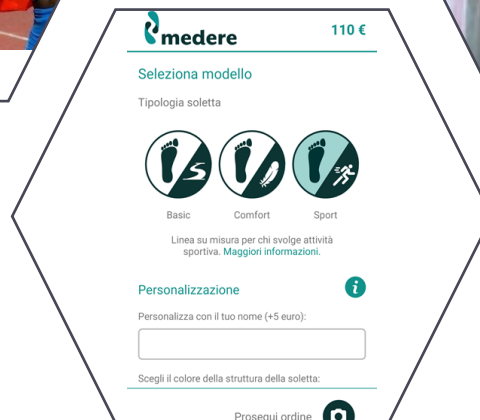 medere
110 €
Seleziona modello
Tipologia soletta
Basic
Comfort
Sport
Linea su misura per chi svolge attività
sportiva. Maggiori informazioni.
Personalizzazione
i
Personalizza con il tuo nome (+5 euro):
Scegli il colore della struttura della soletta:
Prosegui ordine